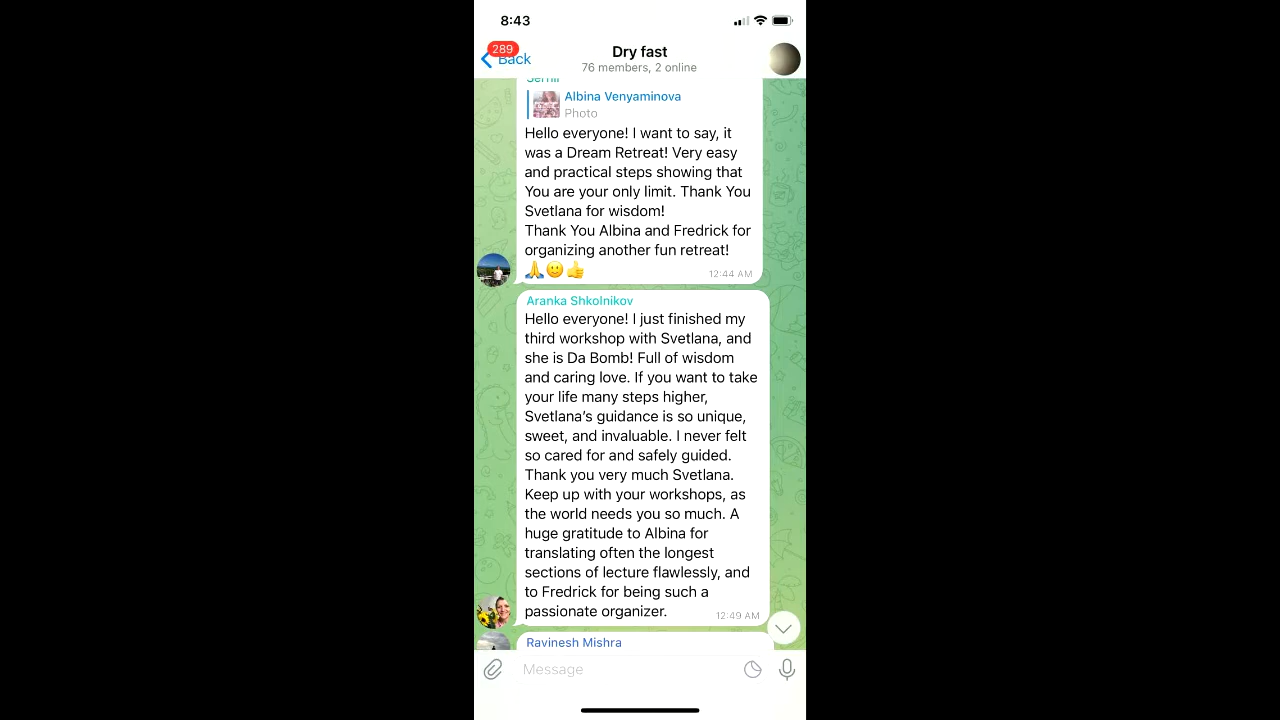 8:43
289
Back
Dry fast
76 members, 2 online
Albina Venyaminova
Photo
Hello everyone! I want to say, it
was a Dream Retreat! Very easy
and practical steps showing that
You are your only limit. Thank You
Svetlana for wisdom!
Thank You Albina and Fredrick for
organizing another fun retreat!
🙏🙂👍
12:44 AM
Aranka Shkolnikov
Hello everyone! I just finished my
third workshop with Svetlana, and
she is Da Bomb! Full of wisdom
and caring love. If you want to take
your life many steps higher,
Svetlana’s guidance is so unique,
sweet, and invaluable. I never felt
so cared for and safely guided.
Thank you very much Svetlana.
Keep up with your workshops, as
the world needs you so much. A
huge gratitude to Albina for
translating often the longest
sections of lecture flawlessly, and
to Fredrick for being such a
passionate organizer.
12:49 AM
Ravinesh Mishra
Message